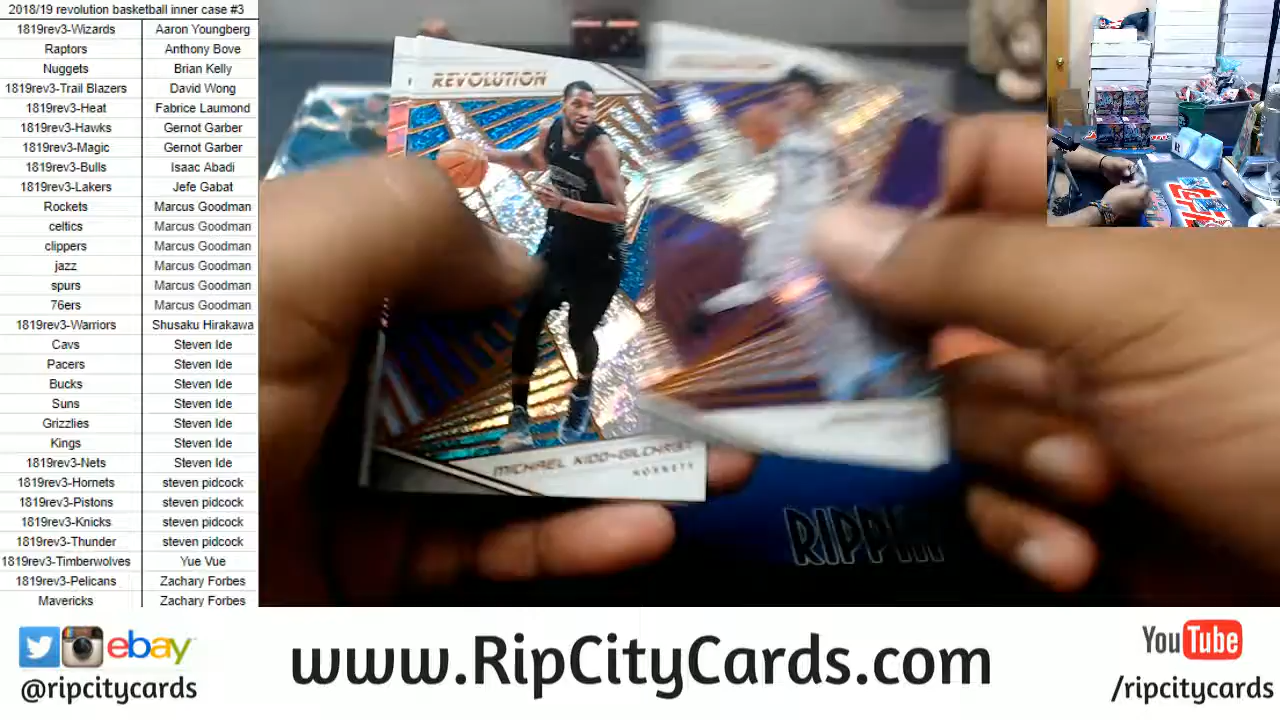 2018/19 revolution basketball inner case #3
1819rev3-Wizards Aaron Youngberg
Raptors Anthony Bove
Nuggets Brian Kelly
1819rev3-Trail Blazers David Wong
1819rev3-Heat Fabrice Laumond
1819rev3-Hawks Gernot Garber
1819rev3-Magic Gernot Garber
1819rev3-Bulls Isaac Abadi
1819rev3-Lakers Jefe Gabat
Rockets Marcus Goodman
celtics Marcus Goodman
clippers Marcus Goodman
jazz Marcus Goodman
spurs Marcus Goodman
76ers Marcus Goodman
1819rev3-Warriors Shusaku Hirakawa
Cavs Steven Ide
Pacers Steven Ide
Bucks Steven Ide
Suns Steven Ide
Grizzlies Steven Ide
Kings Steven Ide
1819rev3-Nets Steven Ide
1819rev3-Hornets steven pidcock
1819rev3-Pistons steven pidcock
1819rev3-Knicks steven pidcock
1819rev3-Thunder steven pidcock
1819rev3-Timberwolves Yue Vue
1819rev3-Pelicans Zachary Forbes
Mavericks Zachary Forbes
REVOLUTION
MICHAEL KIDD-GILCHRIST
HORNETS
ebay
@ripcitycards
www.RipCityCards.com
YouTube
/ripcitycards